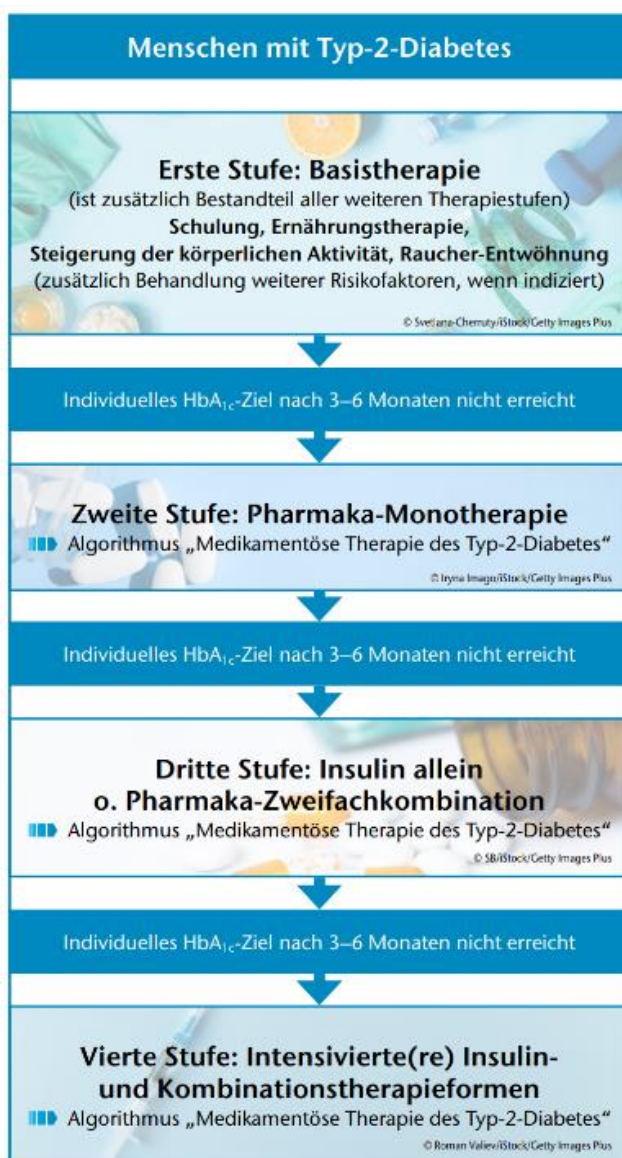 Menschen mit Typ-2-Diabetes
Erste Stufe: Basistherapie
(ist zusätzlich Bestandteil aller weiteren Therapiestufen)
Schulung, Ernährungstherapie,
Steigerung der körperlichen Aktivität, Raucher-Entwöhnung
(zusätzlich Behandlung weiterer Risikofaktoren, wenn indiziert)
© Svetlana-Cherruty/iStock/Getty Images Plus
Individuelles HbA₁c-Ziel nach 3–6 Monaten nicht erreicht
Zweite Stufe: Pharmaka-Monotherapie
Algorithmus „Medikamentöse Therapie des Typ-2-Diabetes“
© Iryna Imago/iStock/Getty Images Plus
Individuelles HbA₁c-Ziel nach 3–6 Monaten nicht erreicht
Dritte Stufe: Insulin allein
o. Pharmaka-Zweifachkombination
Algorithmus „Medikamentöse Therapie des Typ-2-Diabetes“
© SB/iStock/Getty Images Plus
Individuelles HbA₁c-Ziel nach 3–6 Monaten nicht erreicht
Vierte Stufe: Intensivierte(re) Insulin-
und Kombinationstherapieformen
Algorithmus „Medikamentöse Therapie des Typ-2-Diabetes“
© Roman Valiev/iStock/Getty Images Plus